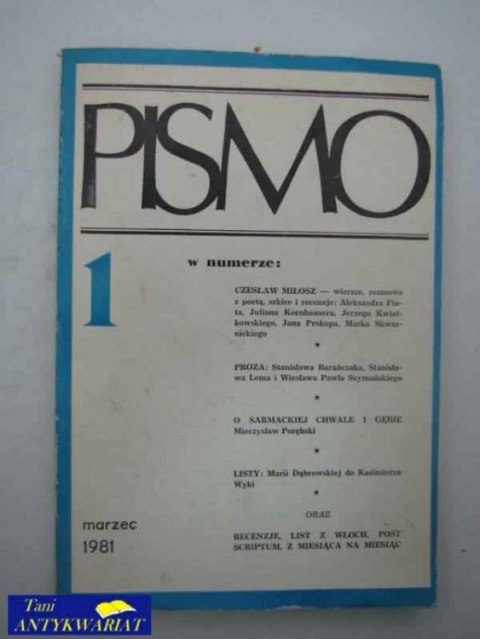 PISMO
1
w numerze:
CZESŁAW MIŁOSZ — wiersze, rozmowa
z poetą, szkice i recenzje: Aleksandra Fiu-
ta, Juliana Kornhausera, Jerzego Kwiat-
kowskiego, Jana Prokopa, Marka Skwar-
nickiego
★
PROZA: Stanisława Barańczaka, Stanisła-
wa Lema i Wiesława Pawła Szymańskiego
★
O SARMACKIEJ CHWALE I GĘBIE
Mieczysław Porębski
★
LISTY: Marii Dąbrowskiej do Kazimierza
Wyki
★
ORAZ
RECENZJE, LIST Z WŁOCH, POST
SCRIPTUM, Z MIESIĄCA NA MIESIĄC
marzec
1981
Tani
ANTYKWARIAT